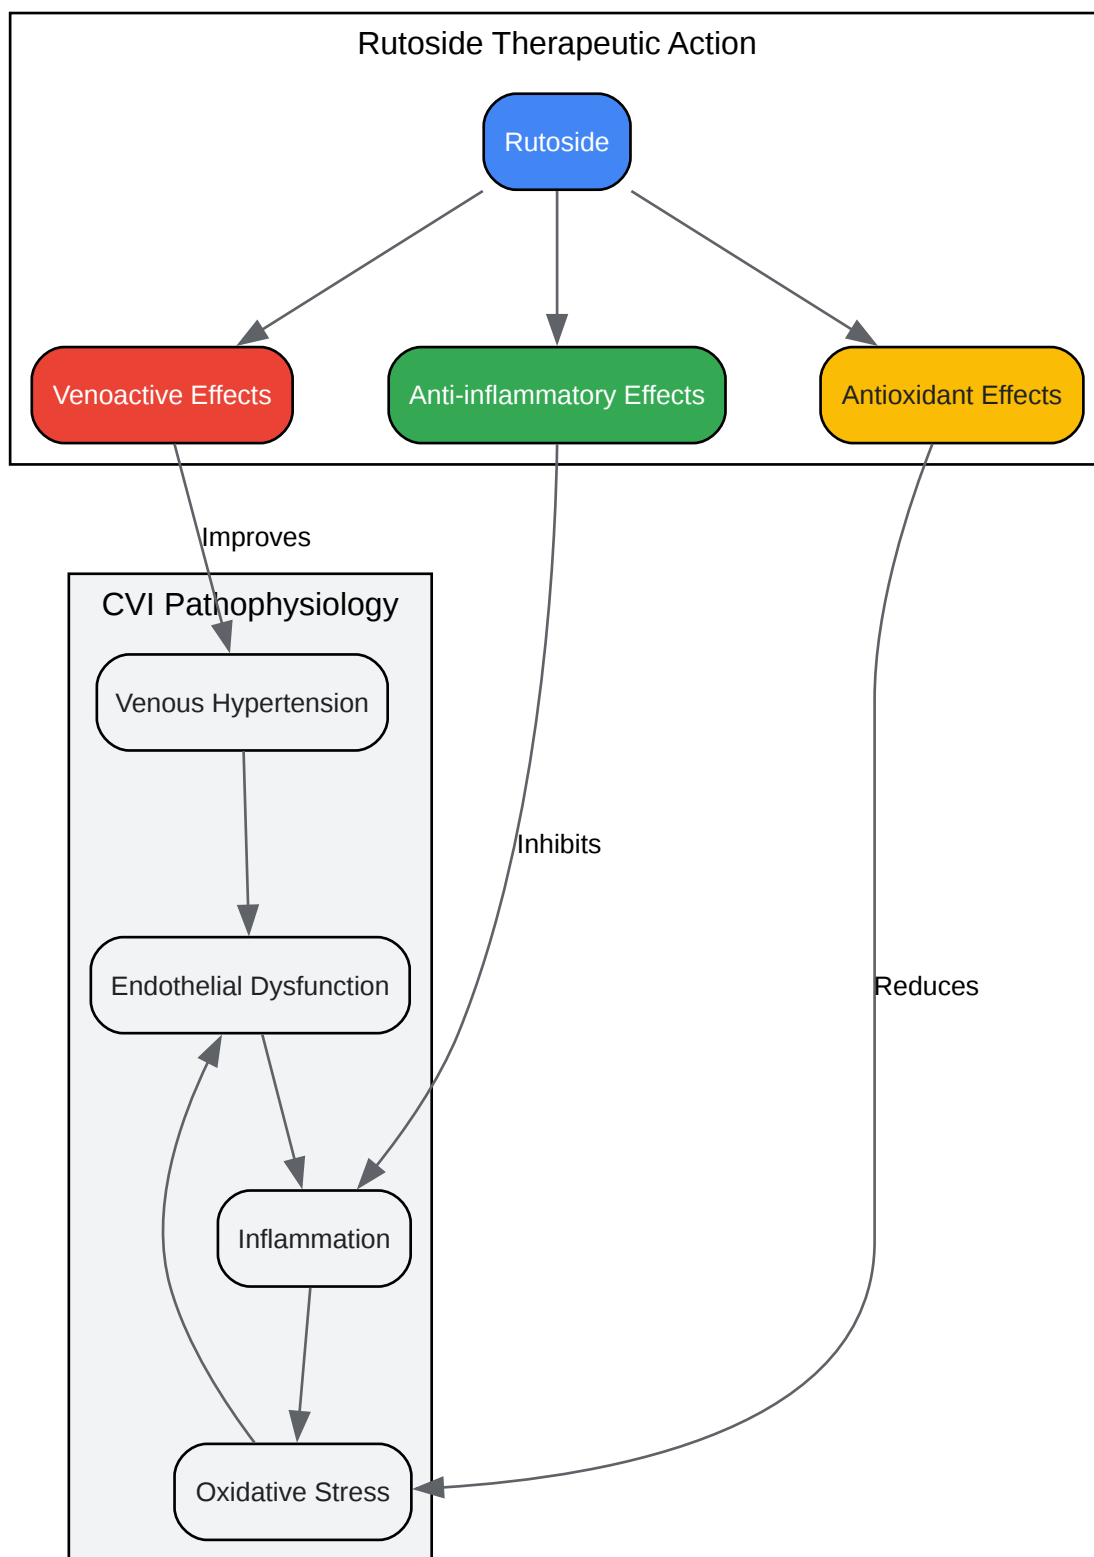 Rutoside Therapeutic Action
Rutoside
Venoactive Effects
Anti-inflammatory Effects
Antioxidant Effects
Improves
CVI Pathophysiology
Venous Hypertension
Inhibits
Endothelial Dysfunction
Reduces
Inflammation
Oxidative Stress